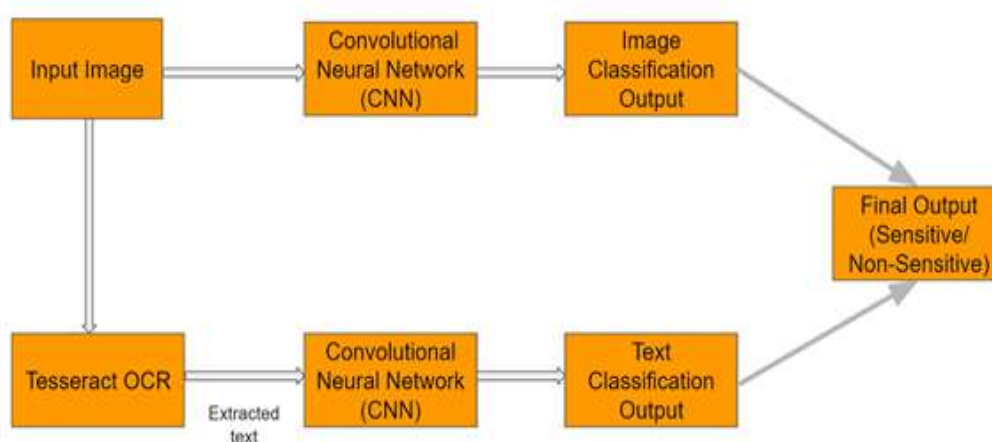 Input Image
Convolutional
Neural Network
(CNN)
Image
Classification
Output
Final Output
(Sensitive/
Non-Sensitive)
Tesseract OCR
Extracted
text
Convolutional
Neural Network
(CNN)
Text
Classification
Output